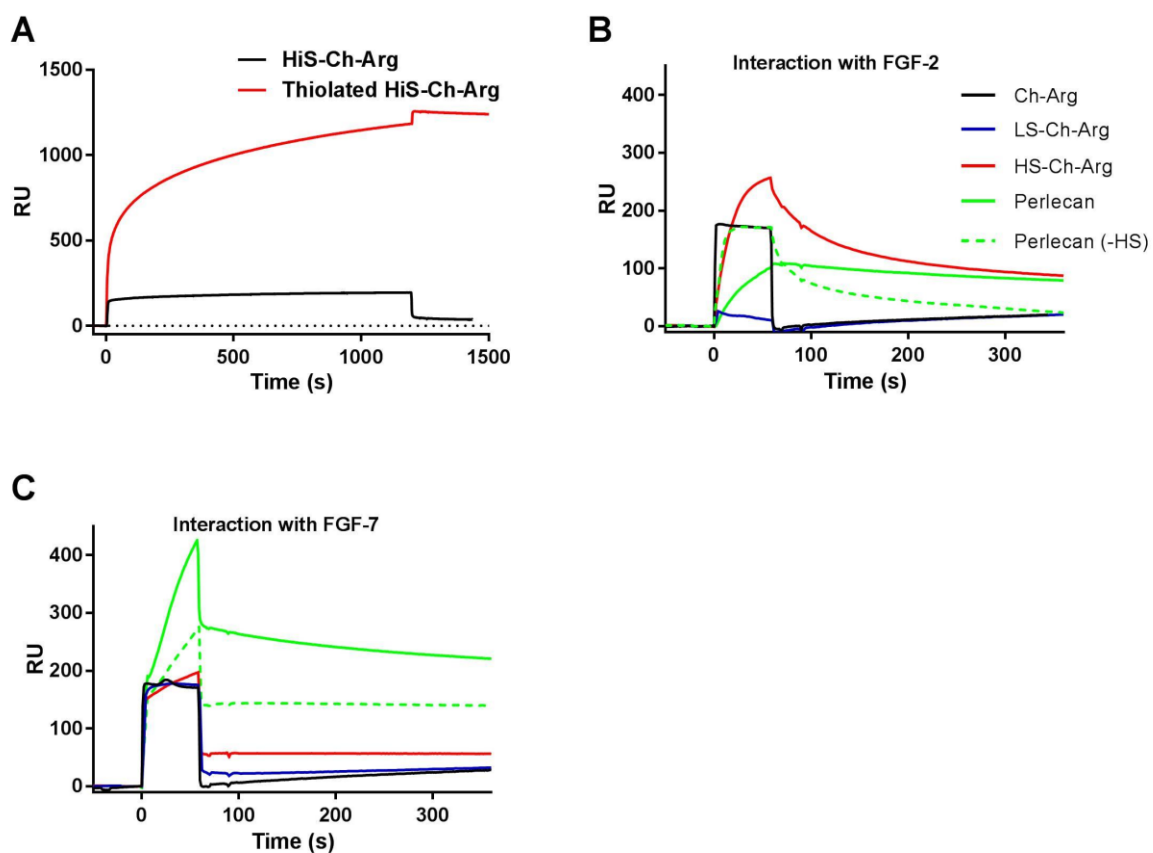 A
HiS-Ch-Arg
Thiolated HiS-Ch-Arg
1500
1000
500
0
RU
0 500 1000 1500
Time (s)
B
Interaction with FGF-2
400
300
200
100
0
RU
0 100 200 300
Time (s)
Ch-Arg
LS-Ch-Arg
HS-Ch-Arg
Perlecan
Perlecan (-HS)
C
Interaction with FGF-7
400
300
200
100
0
RU
0 100 200 300
Time (s)